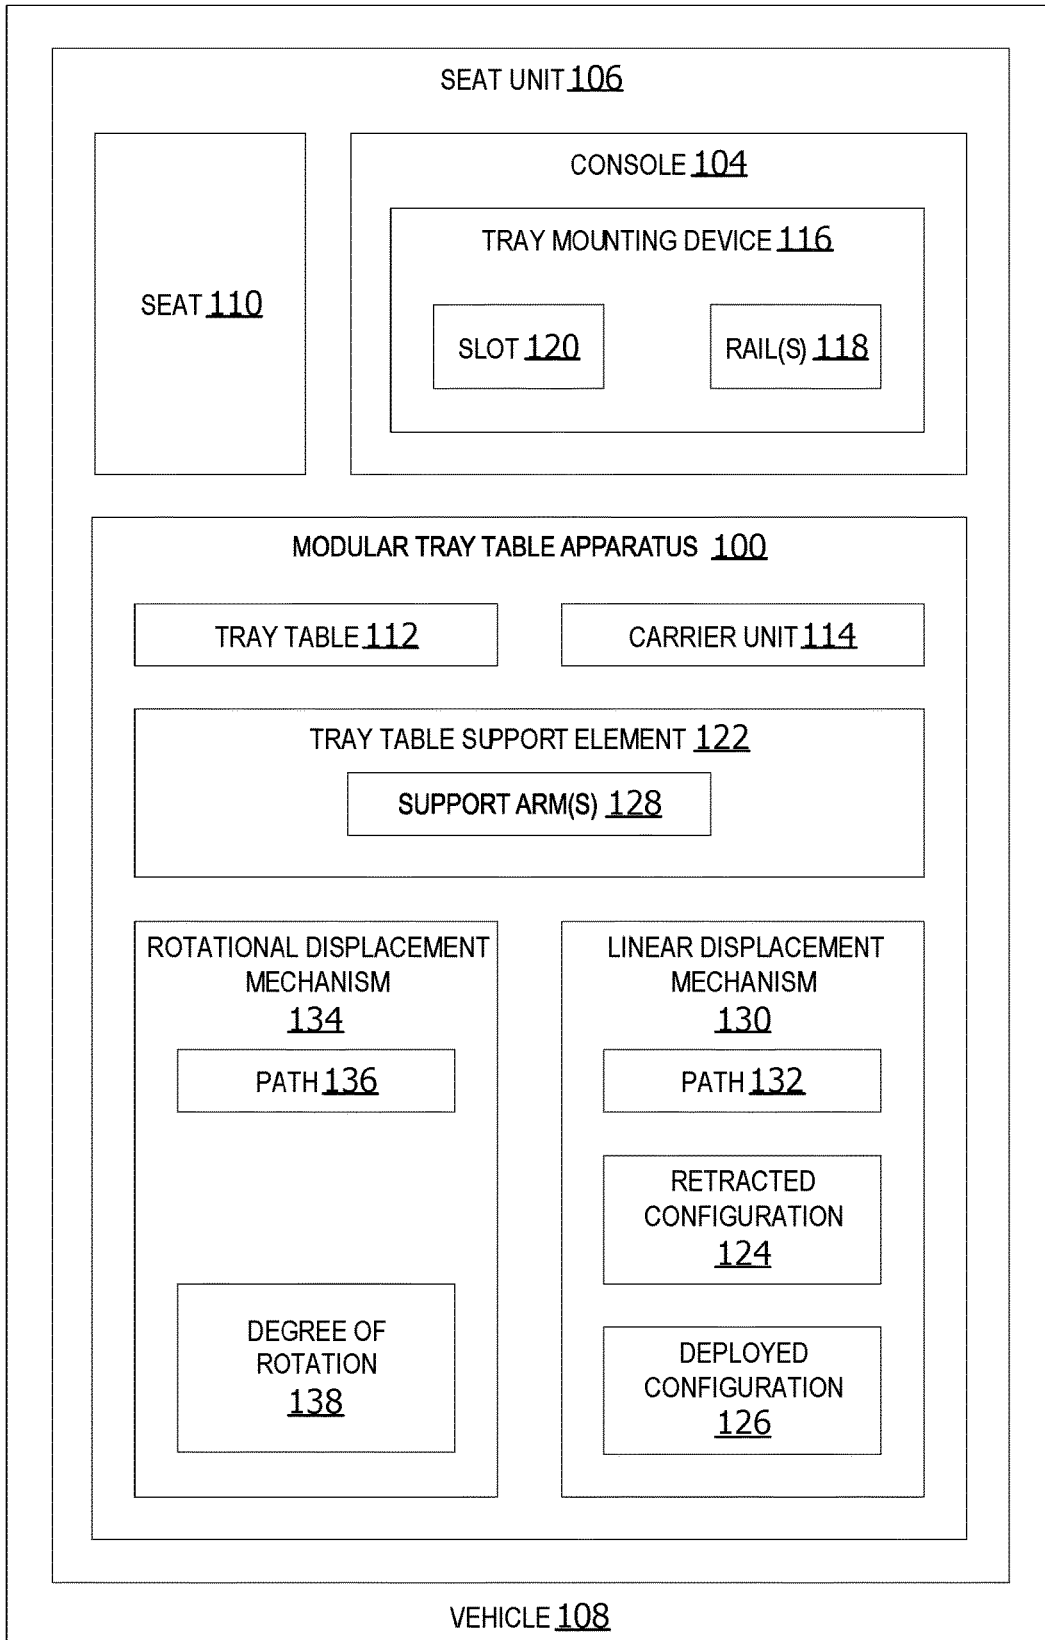 SEAT UNIT 106
SEAT 110
CONSOLE 104
TRAY MOUNTING DEVICE 116
SLOT 120
RAIL(S) 118
MODULAR TRAY TABLE APPARATUS 100
TRAY TABLE 112
CARRIER UNIT 114
TRAY TABLE SUPPORT ELEMENT 122
SUPPORT ARM(S) 128
ROTATIONAL DISPLACEMENT
MECHANISM
134
PATH 136
DEGREE OF
ROTATION
138
LINEAR DISPLACEMENT
MECHANISM
130
PATH 132
RETRACTED
CONFIGURATION
124
DEPLOYED
CONFIGURATION
126
VEHICLE 108